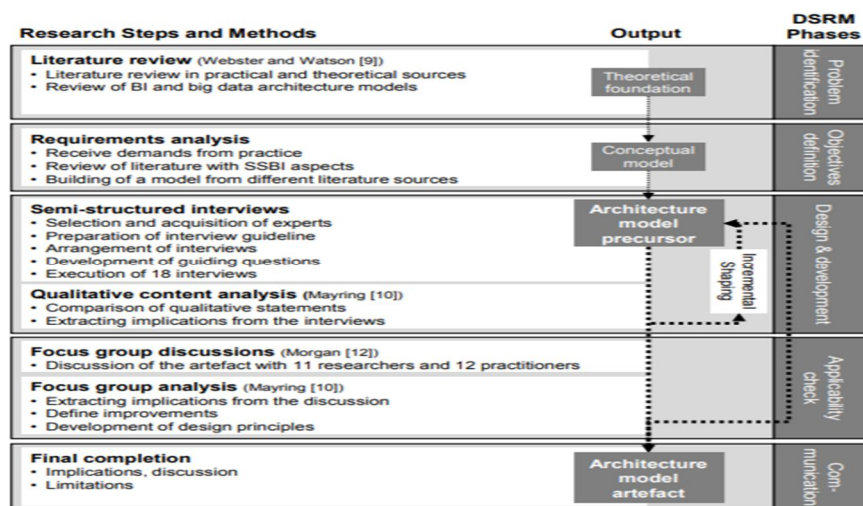 Research Steps and Methods
Output
DSRM
Phases
Literature review (Webster and Watson [9])
• Literature review in practical and theoretical sources
• Review of BI and big data architecture models
Theoretical
foundation
Problem
identification
Requirements analysis
• Receive demands from practice
• Review of literature with SSBI aspects
• Building of a model from different literature sources
Conceptual
model
Objectives
definition
Semi-structured interviews
• Selection and acquisition of experts
• Preparation of interview guideline
• Arrangement of interviews
• Development of guiding questions
• Execution of 18 interviews
Architecture
model
precursor
Incremental
Shaping
Design & development
Qualitative content analysis (Mayring [10])
• Comparison of qualitative statements
• Extracting implications from the interviews
Focus group discussions (Morgan [12])
• Discussion of the artefact with 11 researchers and 12 practitioners
Focus group analysis (Mayring [10])
• Extracting implications from the discussion
• Define improvements
• Development of design principles
Applicability
check
Final completion
• Implications, discussion
• Limitations
Architecture
model
artefact
Com-
munication